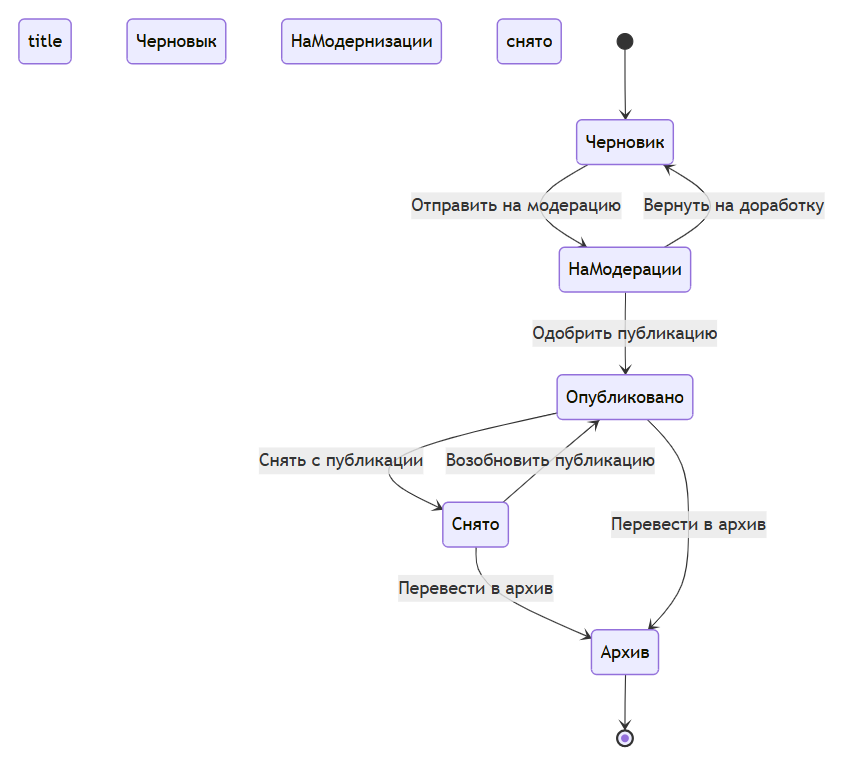 title
Черновык
НаМодернизации
снято
Черновик
Отправить на модерацию
Вернуть на доработку
НаМодерации
Одобрить публикацию
Опубликовано
Снять с публикации
Возобновить публикацию
Снято
Перевести в архив
Перевести в архив
Архив